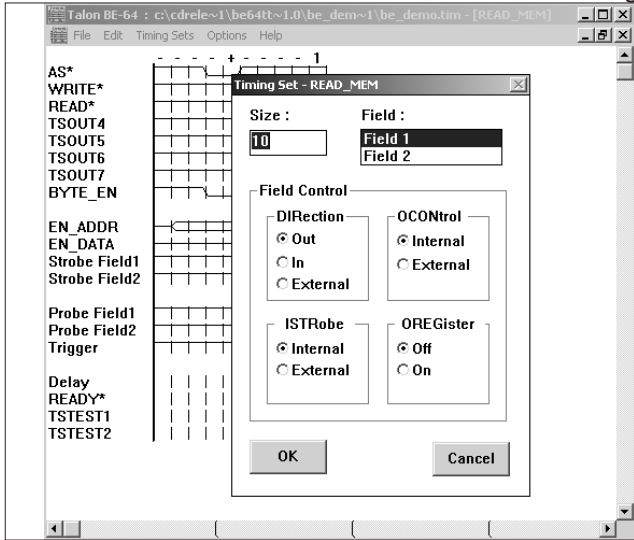 Talon BE-64 : c:\cdrele~1\be64tt~1.0\be_dem~1\be_demo.tim - [READ_MEM]
File Edit Timing Sets Options Help
- - - - + - - - - 1
AS*
WRITE*
READ*
TSOUT4
TSOUT5
TSOUT6
TSOUT7
BYTE_EN
EN_ADDR
EN_DATA
Strobe Field1
Strobe Field2
Probe Field1
Probe Field2
Trigger
Delay
READY*
TSTEST1
TSTEST2
Timing Set - READ_MEM
Size : Field :
10 Field 1
Field 2
Field Control
DIRection OCONtrol
Out Internal
In External
External
ISTRobe OREGister
Internal Off
External On
OK Cancel